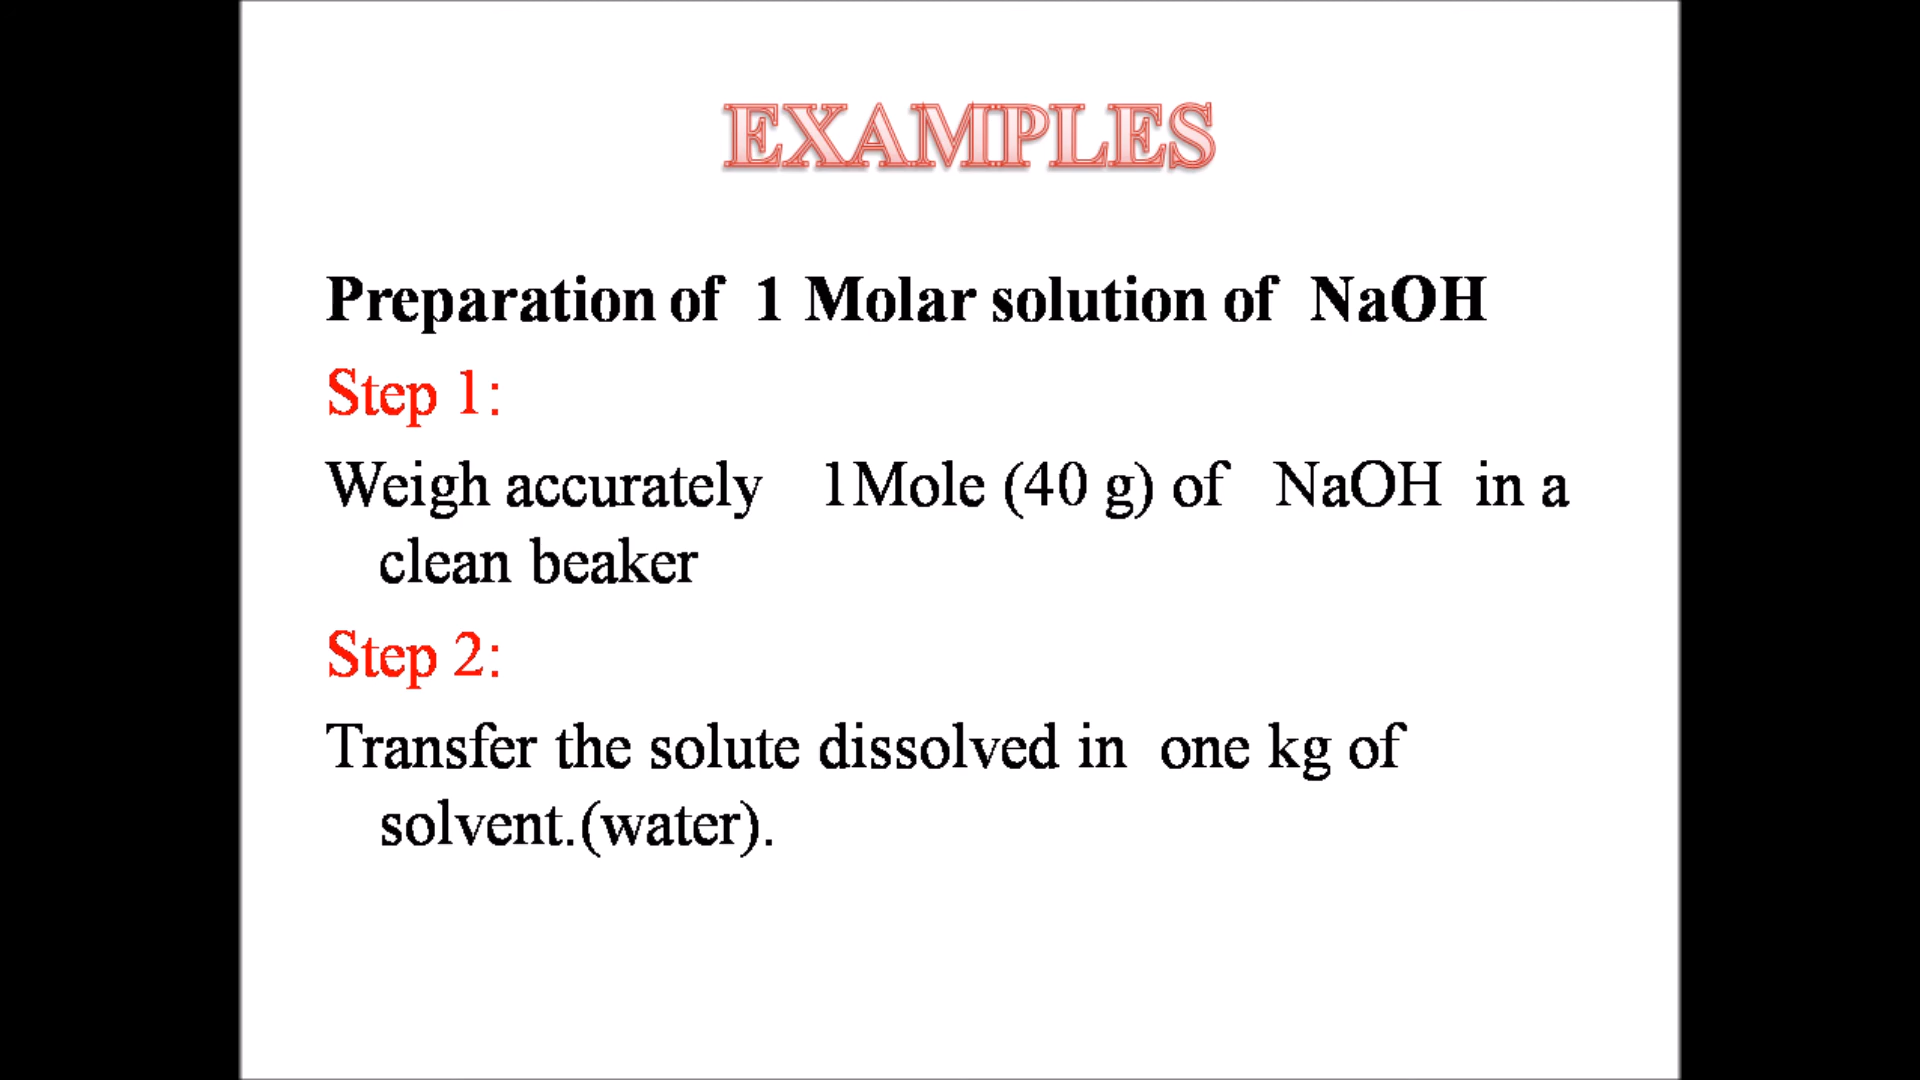 EXAMPLES
Preparation of 1 Molar solution of NaOH
Step 1:
Weigh accurately 1Mole (40 g) of NaOH in a
clean beaker
Step 2:
Transfer the solute dissolved in one kg of
solvent.(water).